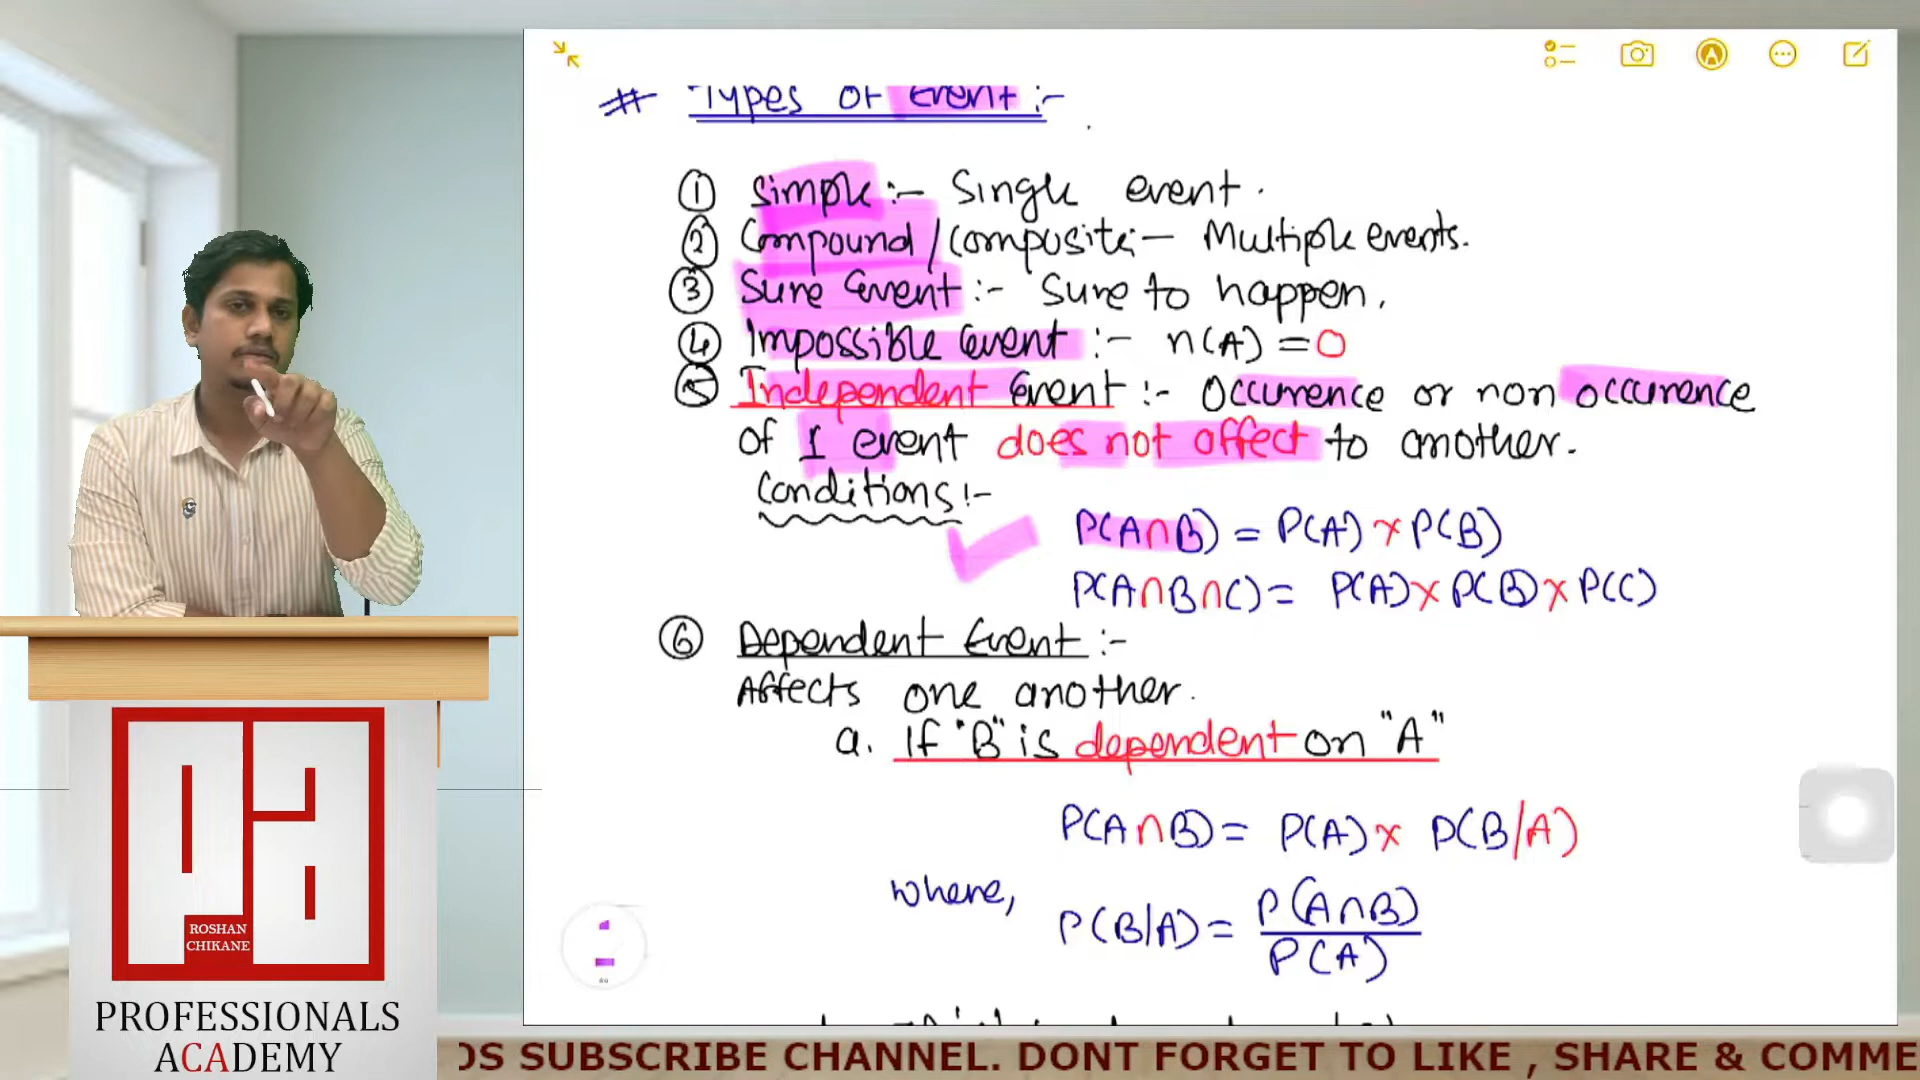 # Types of Event :-
① Simple :- Single event.
② Compound / Composite :- Multiple events.
③ Sure Event :- Sure to happen.
④ Impossible Event :- n(A) = 0
⑤ Independent Event :- Occurence or non occurence
of 1 event does not affect to another.
Conditions :-
P(A∩B) = P(A) × P(B)
P(A∩B∩C) = P(A) × P(B) × P(C)
⑥ Dependent Event :-
Affects one another.
a. If "B" is dependent on "A"
P(A∩B) = P(A) × P(B/A)
where,
P(B/A) = P(A∩B)
P(A)
ROSHAN
CHIKANE
PROFESSIONALS
ACADEMY
DS SUBSCRIBE CHANNEL. DONT FORGET TO LIKE , SHARE & COMME